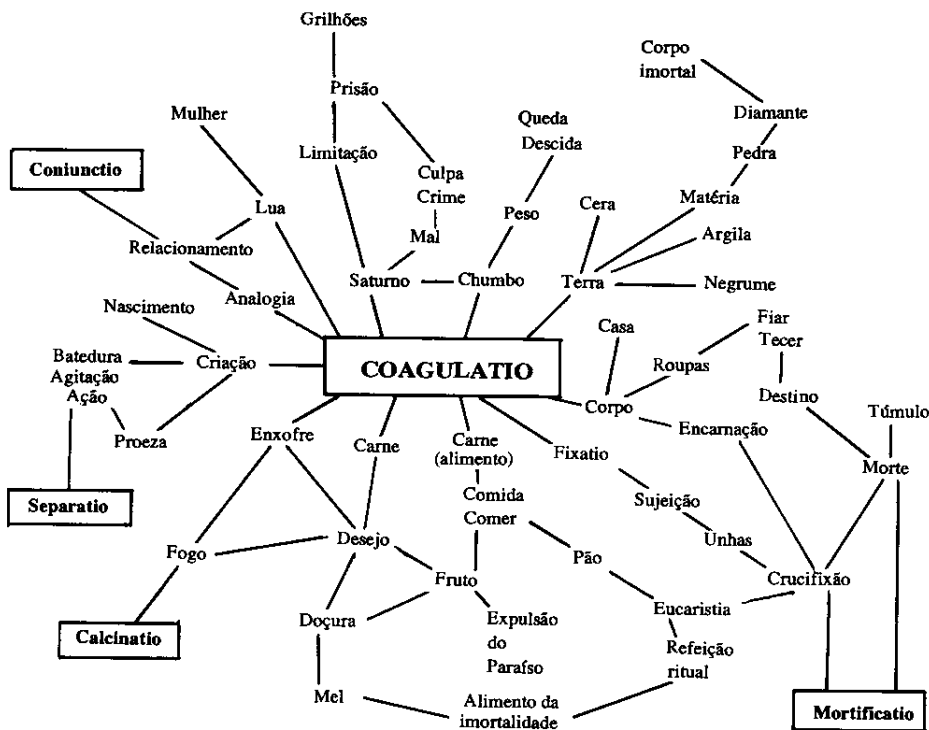 Grilhões
Corpo
imortal
Prisão
Mulher
Queda
Descida
Diamante
Limitação
Pedra
Coniunctio
Culpa
Crime
Matéria
Lua
Cera
Peso
Argila
Relacionamento
Mal
Saturno
Chumbo
Terra
Negrume
Analogia
Nascimento
Casa
Fiar
Tecer
Batedura
Agitação
Ação
Criação
COAGULATIO
Roupas
Destino
Corpo
Túmulo
Proeza
Enxofre
Carne
Carne
(alimento)
Fixatio
Encarnação
Morte
Separatio
Comida
Comer
Sujeição
Fogo
Desejo
Unhas
Pão
Fruto
Crucifixão
Calcinatio
Doçura
Expulsão
do
Paraíso
Eucaristia
Refeição
ritual
Mel
Alimento da
imortalidade
Mortificatio